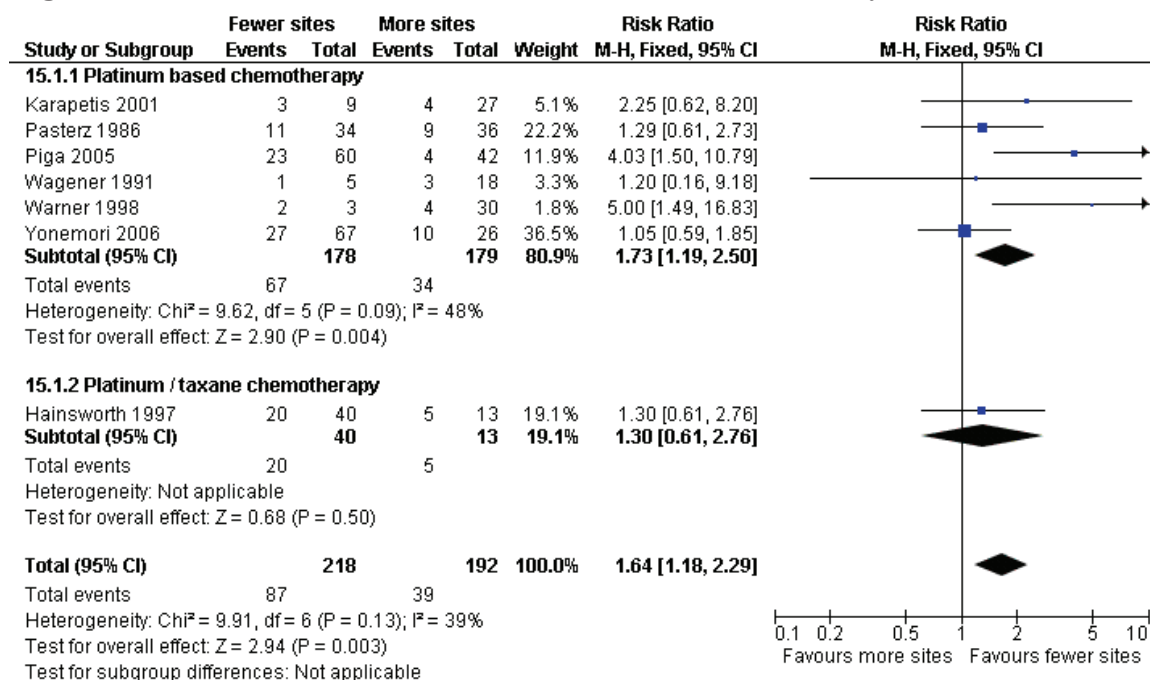 Fewer sites More sites Risk Ratio Risk Ratio
Study or Subgroup Events Total Events Total Weight M-H, Fixed, 95% CI M-H, Fixed, 95% CI
15.1.1 Platinum based chemotherapy
Karapetis 2001 3 9 4 27 5.1% 2.25 [0.62, 8.20]
Pasterz 1986 11 34 9 36 22.2% 1.29 [0.61, 2.73]
Piga 2005 23 60 4 42 11.9% 4.03 [1.50, 10.79]
Wagener 1991 1 5 3 18 3.3% 1.20 [0.16, 9.18]
Warner 1998 2 3 4 30 1.8% 5.00 [1.49, 16.83]
Yonemori 2006 27 67 10 26 36.5% 1.05 [0.59, 1.85]
Subtotal (95% CI) 178 179 80.9% 1.73 [1.19, 2.50]
Total events 67 34
Heterogeneity: Chi² = 9.62, df = 5 (P = 0.09); I² = 48%
Test for overall effect: Z = 2.90 (P = 0.004)
15.1.2 Platinum / taxane chemotherapy
Hainsworth 1997 20 40 5 13 19.1% 1.30 [0.61, 2.76]
Subtotal (95% CI) 40 13 19.1% 1.30 [0.61, 2.76]
Total events 20 5
Heterogeneity: Not applicable
Test for overall effect: Z = 0.68 (P = 0.50)
Total (95% CI) 218 192 100.0% 1.64 [1.18, 2.29]
Total events 87 39
Heterogeneity: Chi² = 9.91, df = 6 (P = 0.13); I² = 39%
Test for overall effect: Z = 2.94 (P = 0.003)
Test for subgroup differences: Not applicable
0.1 0.2 0.5 1 2 5 10
Favours more sites Favours fewer sites